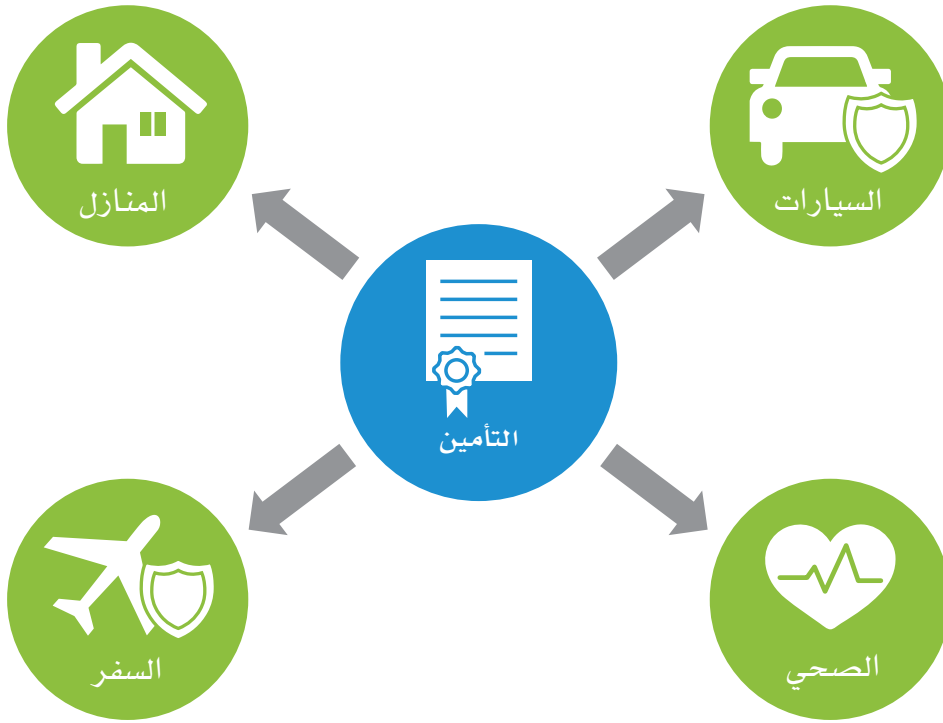 السيارات
المنازل
التأمين
الصحي
السفر